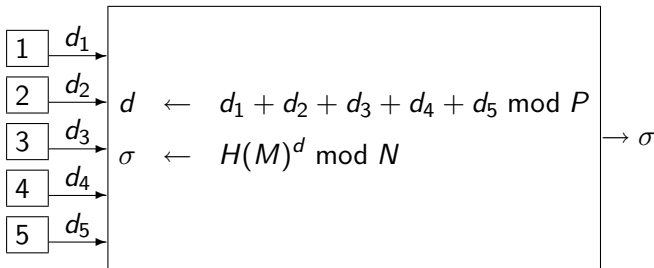 1 d₁
2 d₂
d ← d₁ + d₂ + d₃ + d₄ + d₅ mod P
3 d₃
→ σ
σ ← H(M)ᵈ mod N
4 d₄
5 d₅